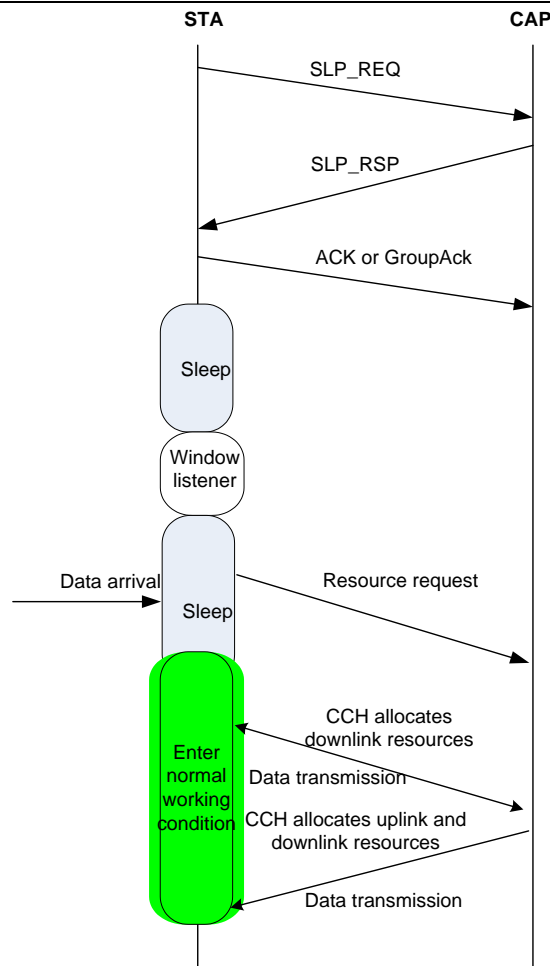 STA
CAP
SLP_REQ
SLP_RSP
ACK or GroupAck
Sleep
Window
listener
Data arrival
Resource request
Sleep
CCH allocates
downlink resources
Enter
normal
working
condition
Data transmission
CCH allocates uplink and
downlink resources
Data transmission